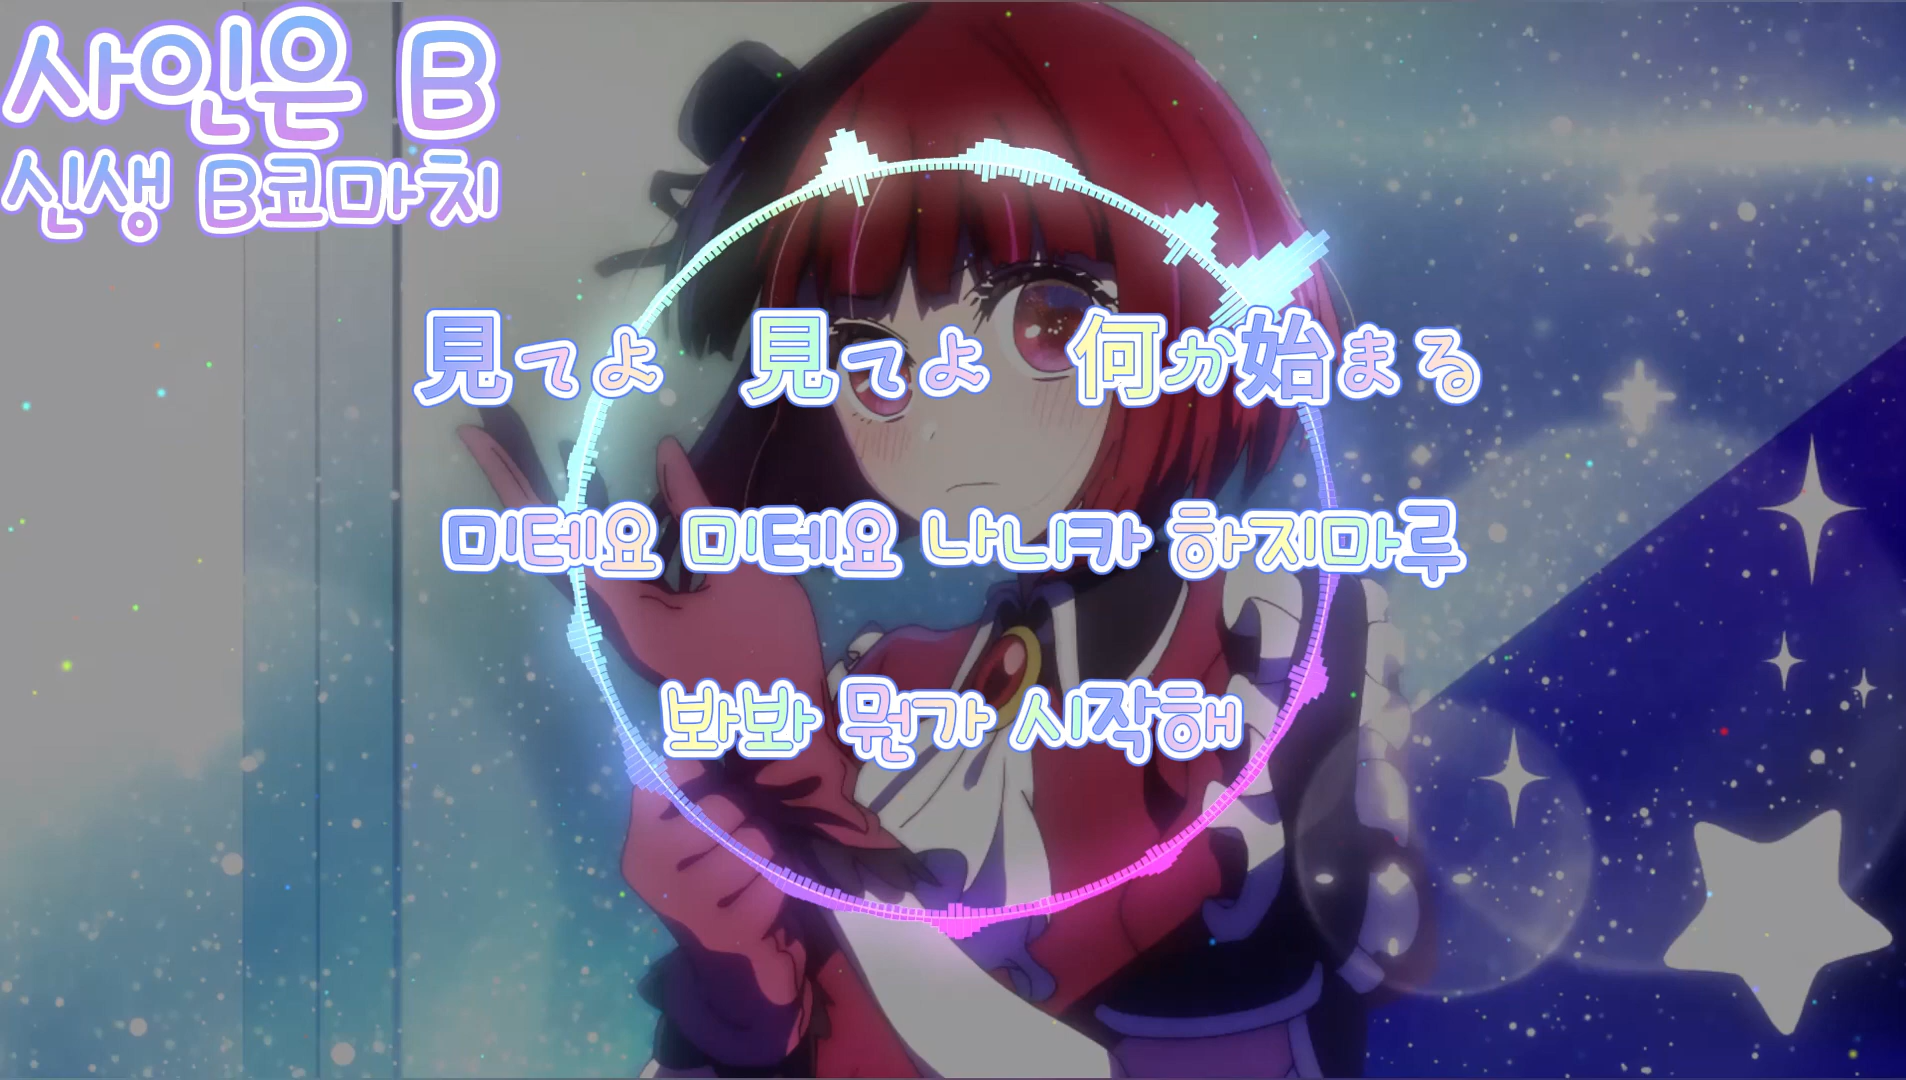 사인은 B
신생 B코마치
見てよ 見てよ 何か始まる
미테요 미테요 나니카 하지마루
봐봐 뭔가 시작해